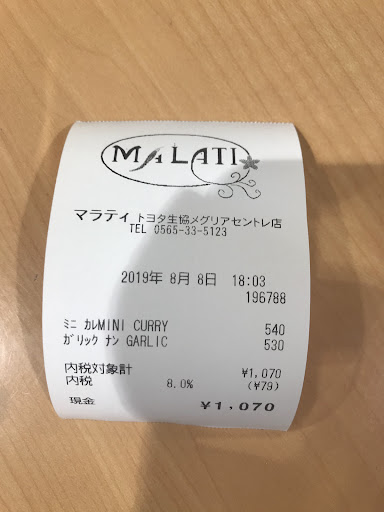 MALATI
マラティ トヨタ生協メグリアセントレ店
TEL 0565-33-5123
2019年 8月 8日 18:03
196788
ミニ カレMINI CURRY 540
ガリック ナン GARLIC 530
内税対象計 ¥1,070
内税 8.0% (¥79)
現金 ¥1,070